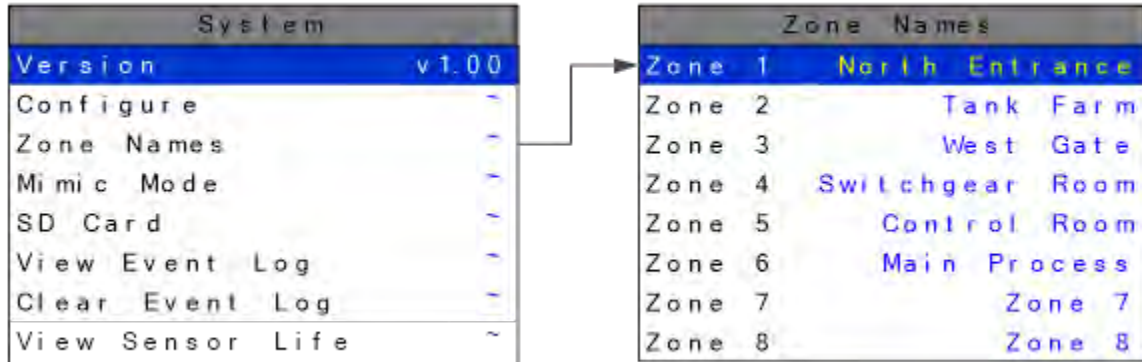 System
Version v1.00
Configure ~
Zone Names ~
Mimic Mode ~
SD Card ~
View Event Log ~
Clear Event Log ~
View Sensor Life ~
Zone Names
Zone 1 North Entrance
Zone 2 Tank Farm
Zone 3 West Gate
Zone 4 Switchgear Room
Zone 5 Control Room
Zone 6 Main Process
Zone 7 Zone 7
Zone 8 Zone 8